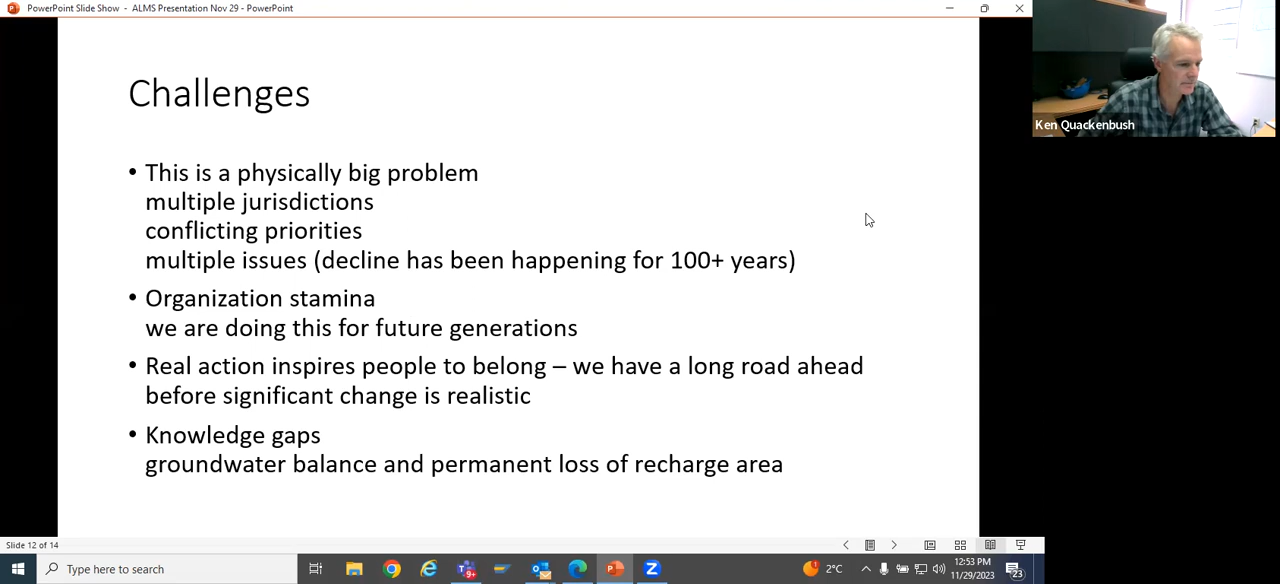 PowerPoint Slide Show - ALMS Presentation Nov 29 - PowerPoint
Ken Quackenbush
Challenges
• This is a physically big problem
multiple jurisdictions
conflicting priorities
multiple issues (decline has been happening for 100+ years)
• Organization stamina
we are doing this for future generations
• Real action inspires people to belong – we have a long road ahead
before significant change is realistic
• Knowledge gaps
groundwater balance and permanent loss of recharge area
Slide 12 of 14
Type here to search
9+
1
2°C
12:53 PM
11/29/2023
23